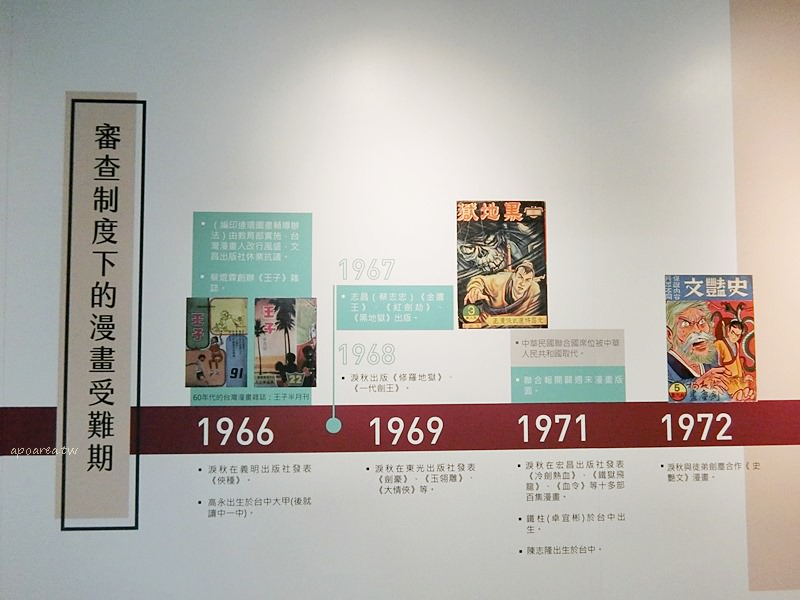 審查制度下的漫畫受難期
•《編印連環圖畫輔導辦
法》由教育部實施,台
灣漫畫人改行風盛,文
昌出版社休業抗議。
• 蔡焜霖創辦《王子》雜
誌。
王子
91
王子
22
60年代的台灣漫畫雜誌:王子半月刊
1966
• 淚秋在義明出版社發表
《俠種》。
• 高永出生於台中大甲(後就
讀中一中)。
1967
• 志昌(蔡志忠)《金蕭
王》、《紅劍劫》、
《黑地獄》出版。
1968
• 淚秋出版《修羅地獄》、
《一代劍王》。
1969
• 淚秋在東光出版社發表
《劍豪》、《玉翎雕》、
《大情俠》等。
獄地黑
3
• 中華民國聯合國席位被中華
人民共和國取代。
• 聯合報開闢週末漫畫版
面。
1971
• 淚秋在宏昌出版社發表
《冷劍熱血》、《鐵獄飛
龍》、《血令》等十多部
百集漫畫。
• 鐵柱(卓宜彬)於台中出
生。
• 陳志隆出生於台中。
文豔史
5
1972
• 淚秋與徒弟劍塵合作《史
艷文》漫畫。
apoarea.tw